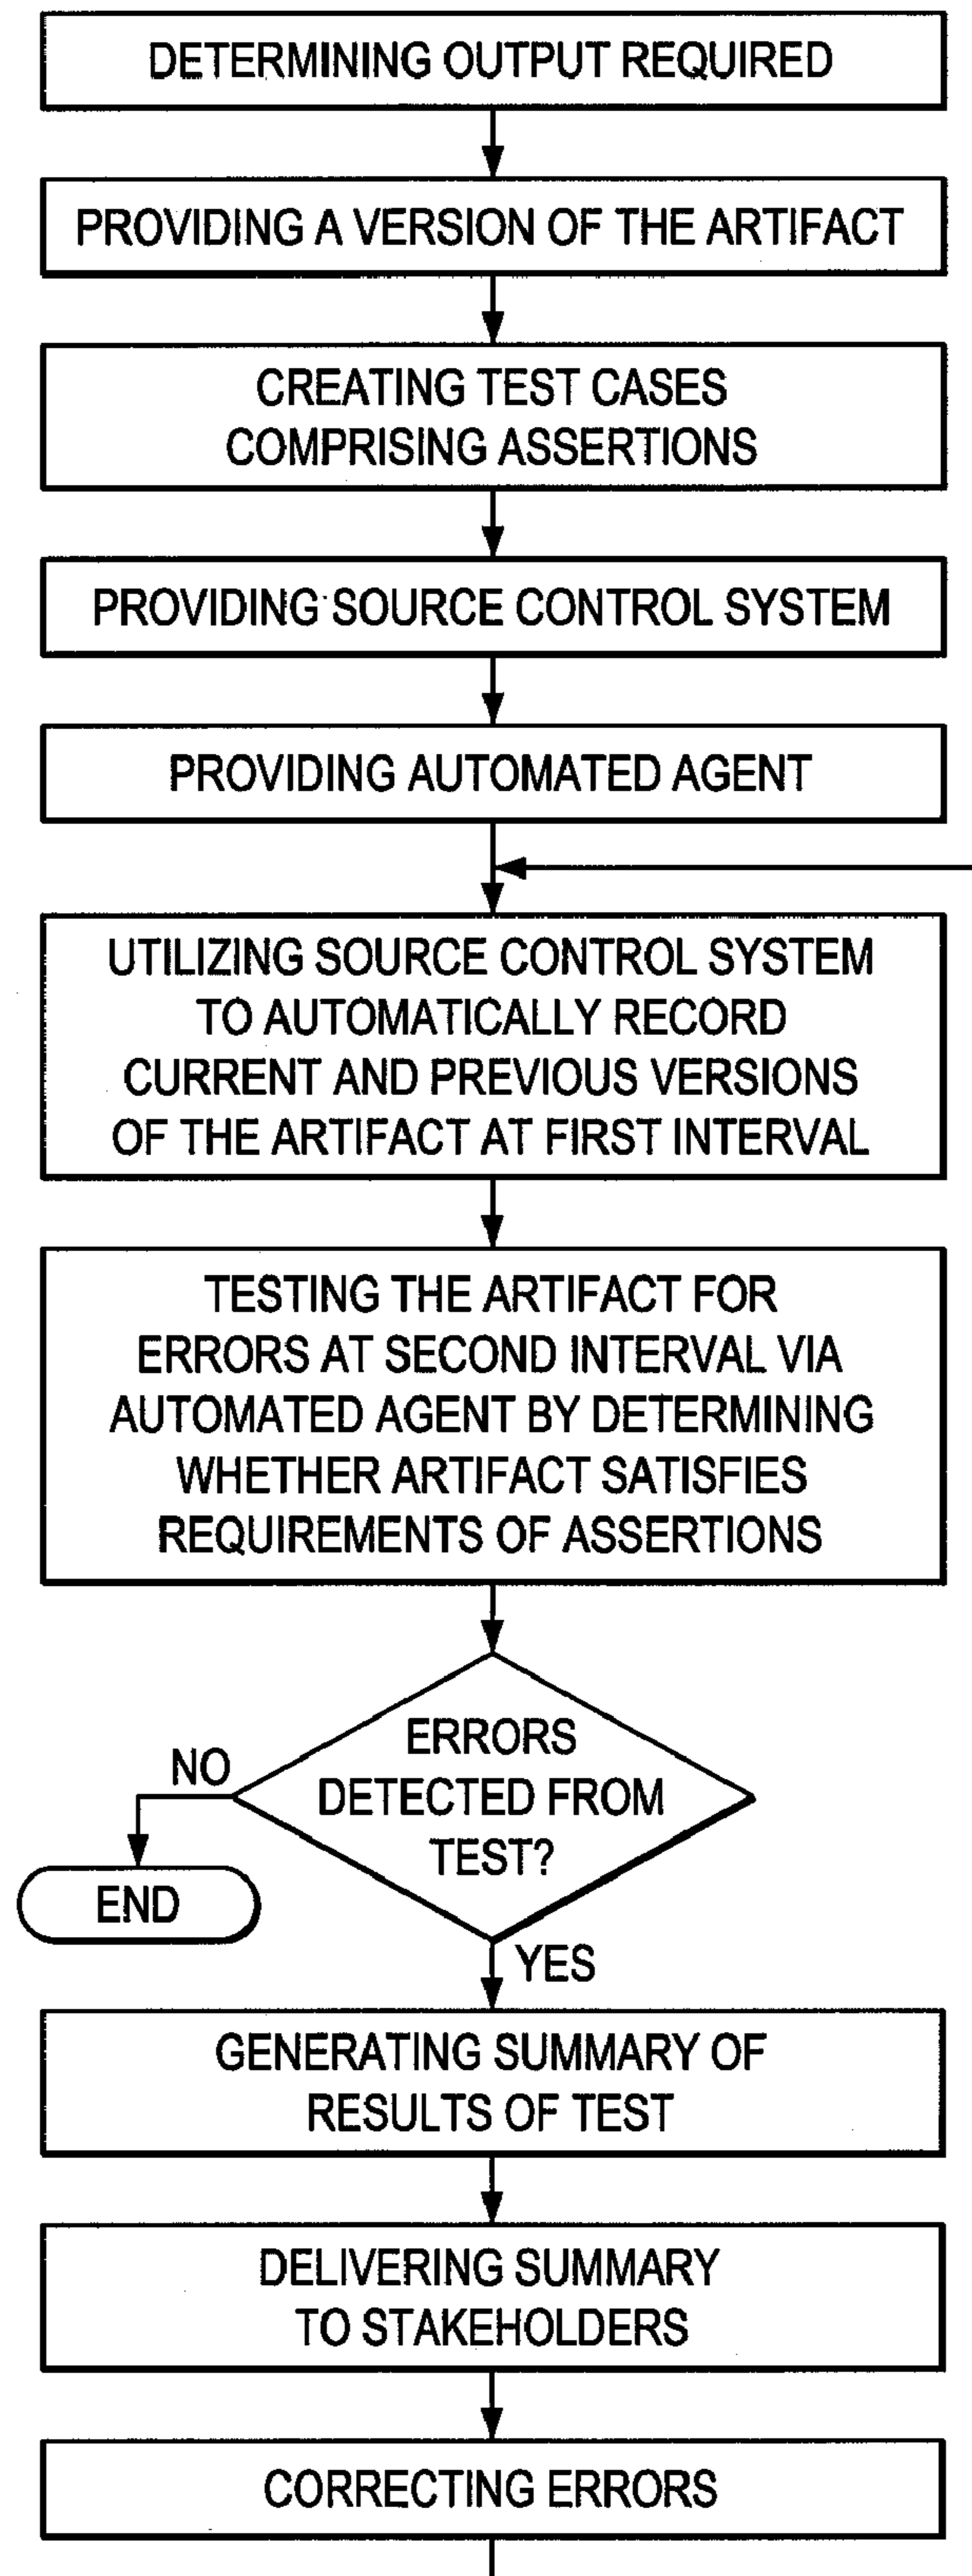 DETERMINING OUTPUT REQUIRED
PROVIDING A VERSION OF THE ARTIFACT
CREATING TEST CASES
COMPRISING ASSERTIONS
PROVIDING SOURCE CONTROL SYSTEM
PROVIDING AUTOMATED AGENT
UTILIZING SOURCE CONTROL SYSTEM
TO AUTOMATICALLY RECORD
CURRENT AND PREVIOUS VERSIONS
OF THE ARTIFACT AT FIRST INTERVAL
TESTING THE ARTIFACT FOR
ERRORS AT SECOND INTERVAL VIA
AUTOMATED AGENT BY DETERMINING
WHETHER ARTIFACT SATISFIES
REQUIREMENTS OF ASSERTIONS
ERRORS
DETECTED FROM
TEST?
NO
END
YES
GENERATING SUMMARY OF
RESULTS OF TEST
DELIVERING SUMMARY
TO STAKEHOLDERS
CORRECTING ERRORS